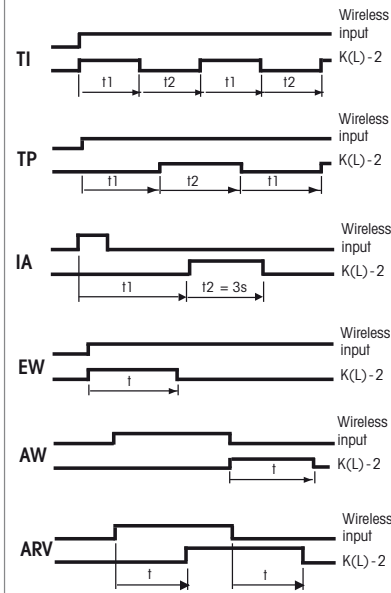 Wireless
input
TI
K(L)-2
t1 t2 t1 t2
Wireless
input
TP
K(L)-2
t1 t2 t1
Wireless
input
IA
K(L)-2
t1 t2 = 3s
Wireless
input
EW
K(L)-2
t
Wireless
input
AW
K(L)-2
t
Wireless
input
ARV
K(L)-2
t t